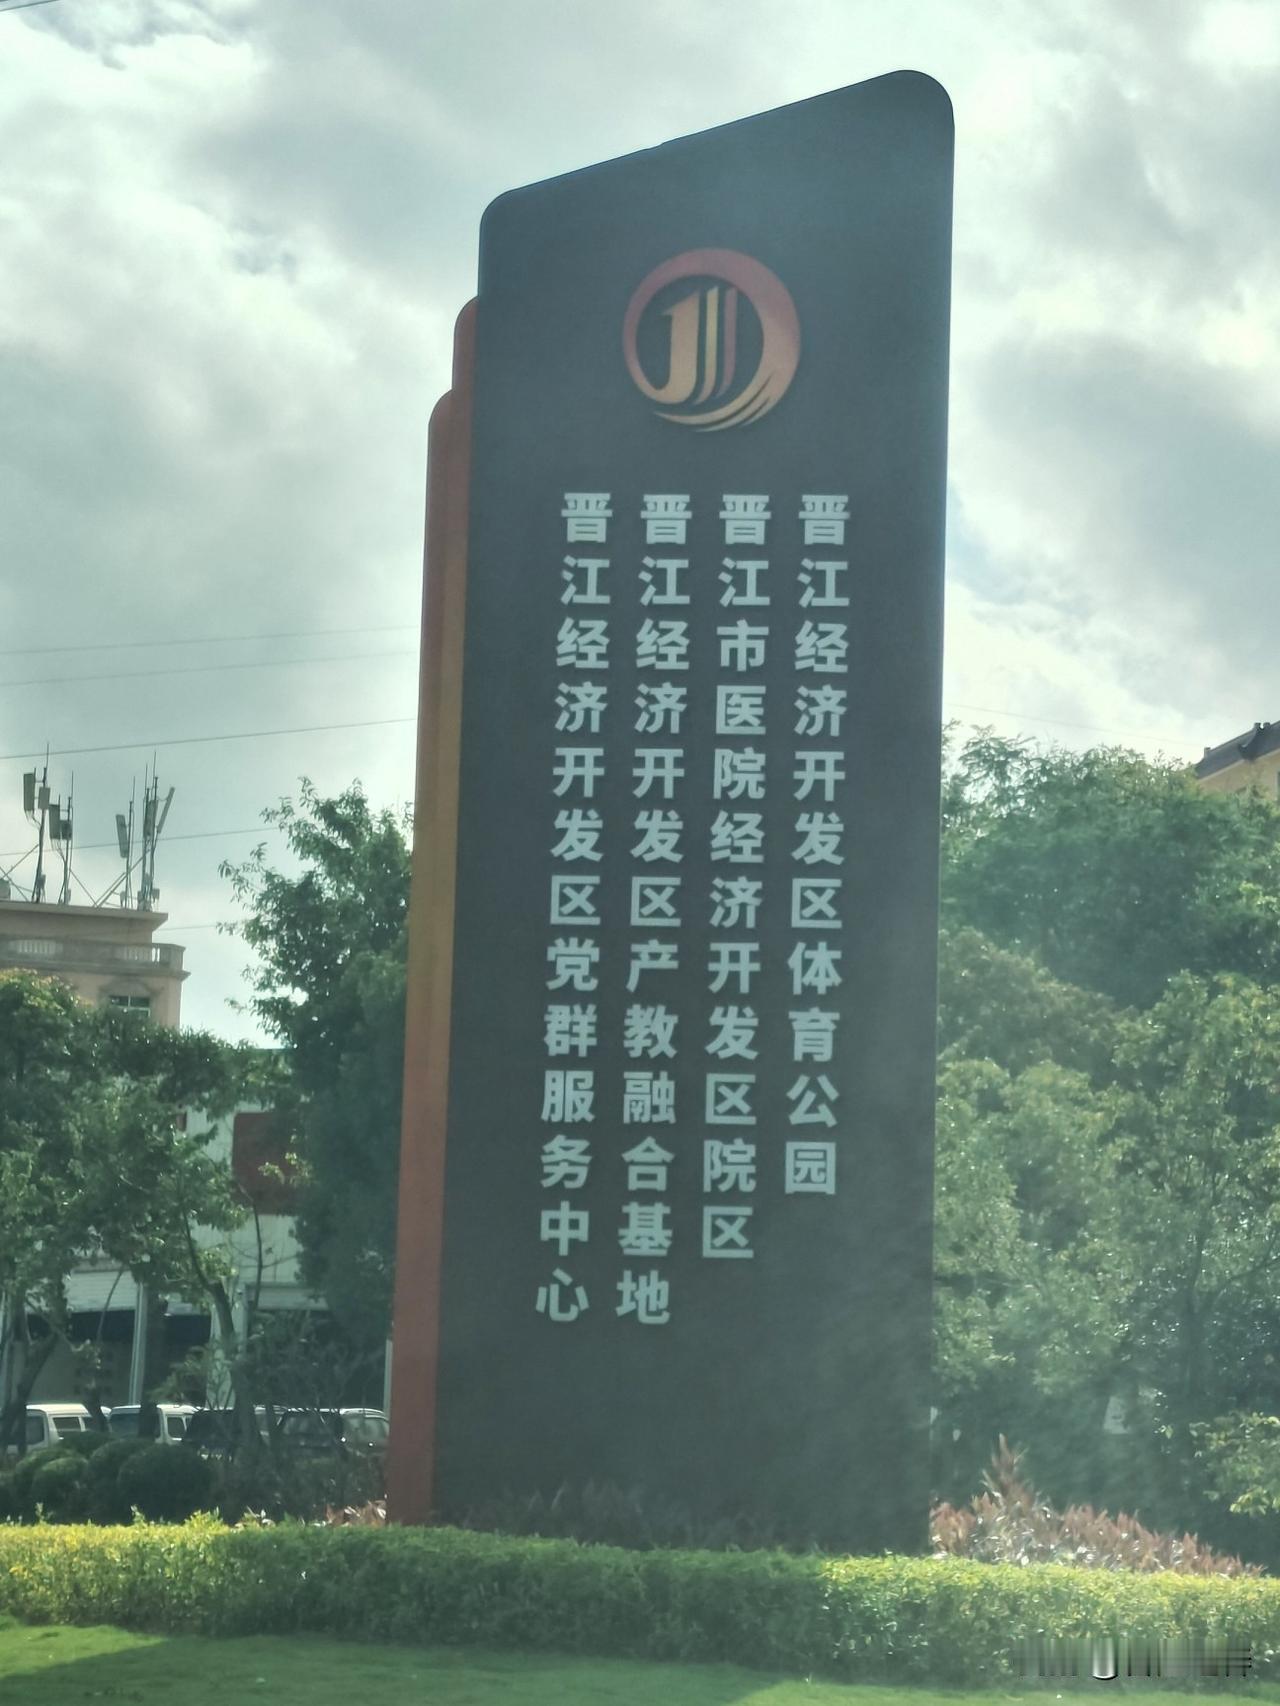 晋江经济开发区党群服务中心
晋江经济开发区产教融合基地
晋江市医院经济开发区院区
晋江经济开发区体育公园